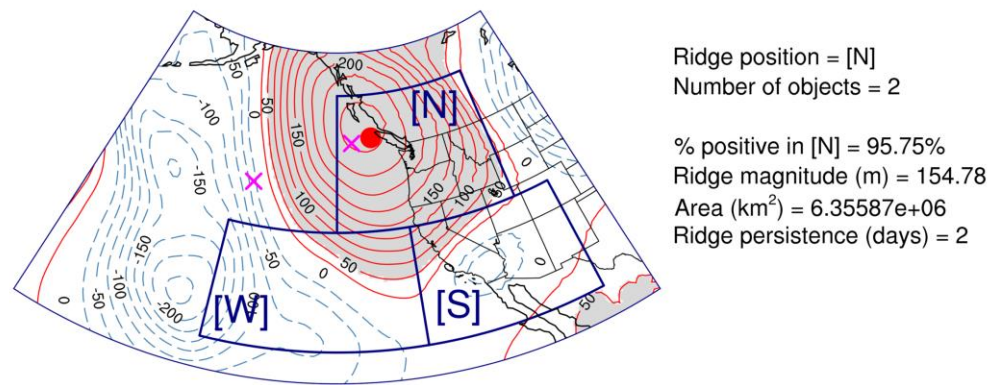 Ridge position = [N]
Number of objects = 2
% positive in [N] = 95.75%
Ridge magnitude (m) = 154.78
Area (km²) = 6.35587e+06
Ridge persistence (days) = 2
[N]
[W]
[S]
200
-50
-100
50
0
150
-150
100
150
100
50
0
-150
-50
0
50
0
-100
-50
0
-200
50